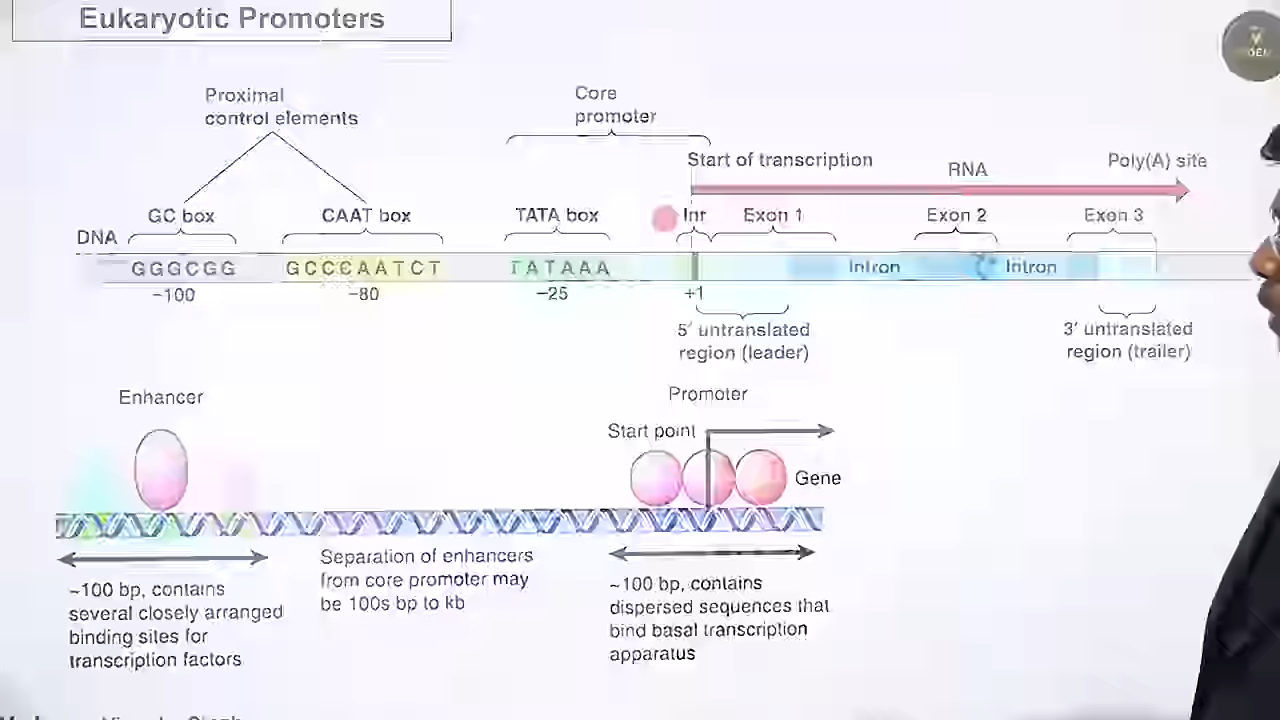 Eukaryotic Promoters
Proximal
control elements
Core
promoter
Start of transcription
RNA
Poly(A) site
GC box
CAAT box
TATA box
Inr
Exon 1
Exon 2
Exon 3
DNA
GGGCGG
GCCCAATCT
TATAAA
Intron
Intron
−100
−80
−25
+1
5′ untranslated
region (leader)
3′ untranslated
region (trailer)
Enhancer
Promoter
Start point
Gene
~100 bp, contains
several closely arranged
binding sites for
transcription factors
Separation of enhancers
from core promoter may
be 100s bp to kb
~100 bp, contains
dispersed sequences that
bind basal transcription
apparatus